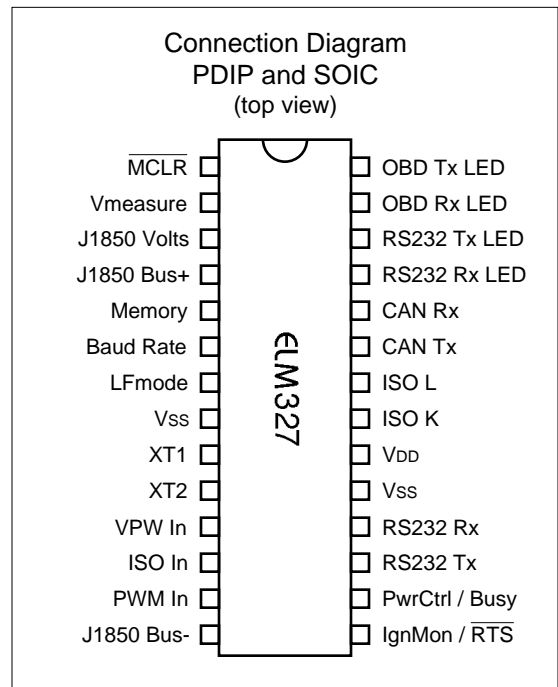 Connection Diagram
PDIP and SOIC
(top view)
MCLR OBD Tx LED
Vmeasure OBD Rx LED
J1850 Volts RS232 Tx LED
J1850 Bus+ RS232 Rx LED
Memory CAN Rx
Baud Rate CAN Tx
LFmode ISO L
VSS ISO K
XT1 VDD
XT2 VSS
VPW In RS232 Rx
ISO In RS232 Tx
PWM In PwrCtrl / Busy
J1850 Bus- IgnMon / RTS
ELM327